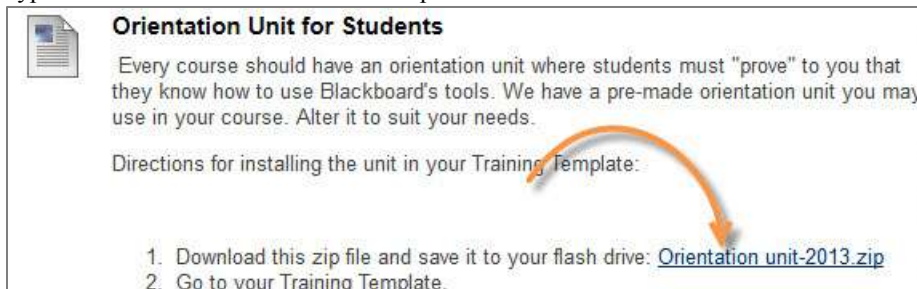 Orientation Unit for Students
Every course should have an orientation unit where students must "prove" to you that
they know how to use Blackboard's tools. We have a pre-made orientation unit you may
use in your course. Alter it to suit your needs.
Directions for installing the unit in your Training Template:
1. Download this zip file and save it to your flash drive: Orientation unit-2013.zip
2. Go to your Training Template.